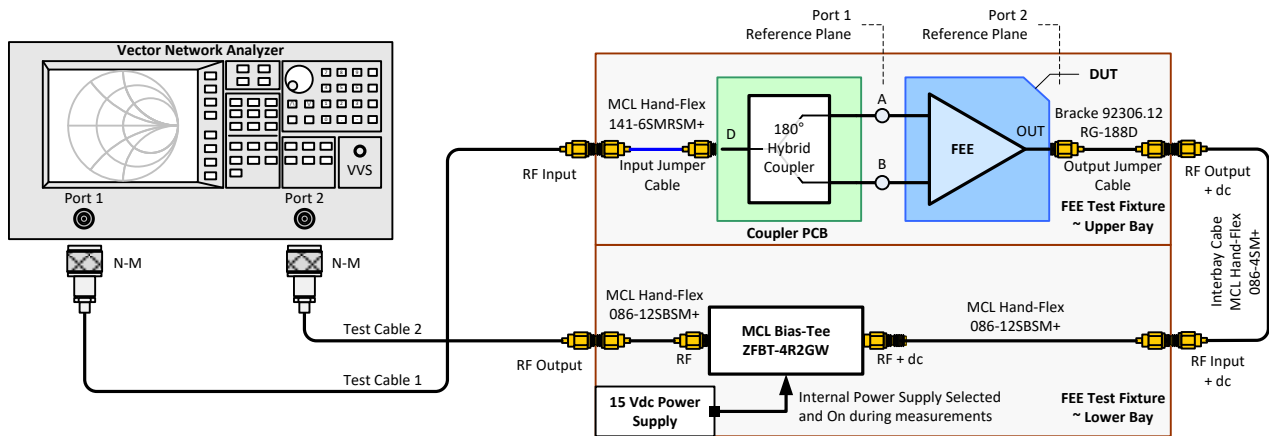 Vector Network Analyzer
VVS
Port 1
Port 2
N-M
N-M
Test Cable 2
Test Cable 1
Port 1
Reference Plane
Port 2
Reference Plane
DUT
MCL Hand-Flex
141-6SMRSM+
RF Input
Input Jumper
Cable
D
180°
Hybrid
Coupler
Coupler PCB
A
B
FEE
OUT
Bracke 92306.12
RG-188D
Output Jumper
Cable
FEE Test Fixture
~ Upper Bay
RF Output
+ dc
Interbay Cabe
MCL Hand-Flex
086-4SM+
MCL Hand-Flex
086-12SBSM+
RF Output
RF
MCL Bias-Tee
ZFBT-4R2GW
RF + dc
MCL Hand-Flex
086-12SBSM+
RF Input
+ dc
15 Vdc Power
Supply
Internal Power Supply Selected
and On during measurements
FEE Test Fixture
~ Lower Bay